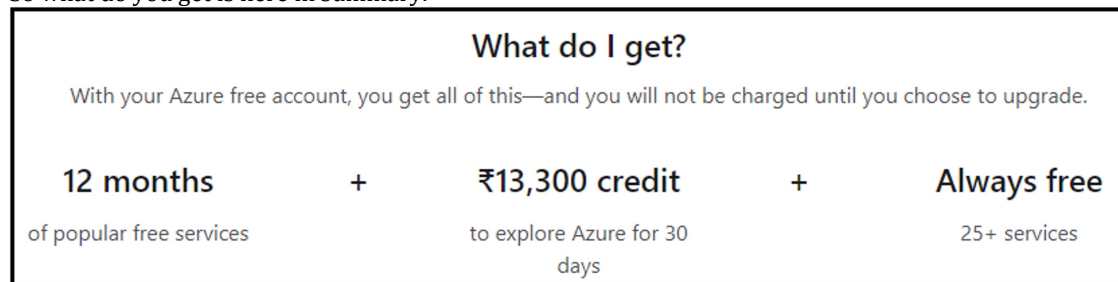 So what do you get is here in summary:
What do I get?
With your Azure free account, you get all of this—and you will not be charged until you choose to upgrade.
12 months + ₹13,300 credit + Always free
of popular free services to explore Azure for 30 25+ services
days